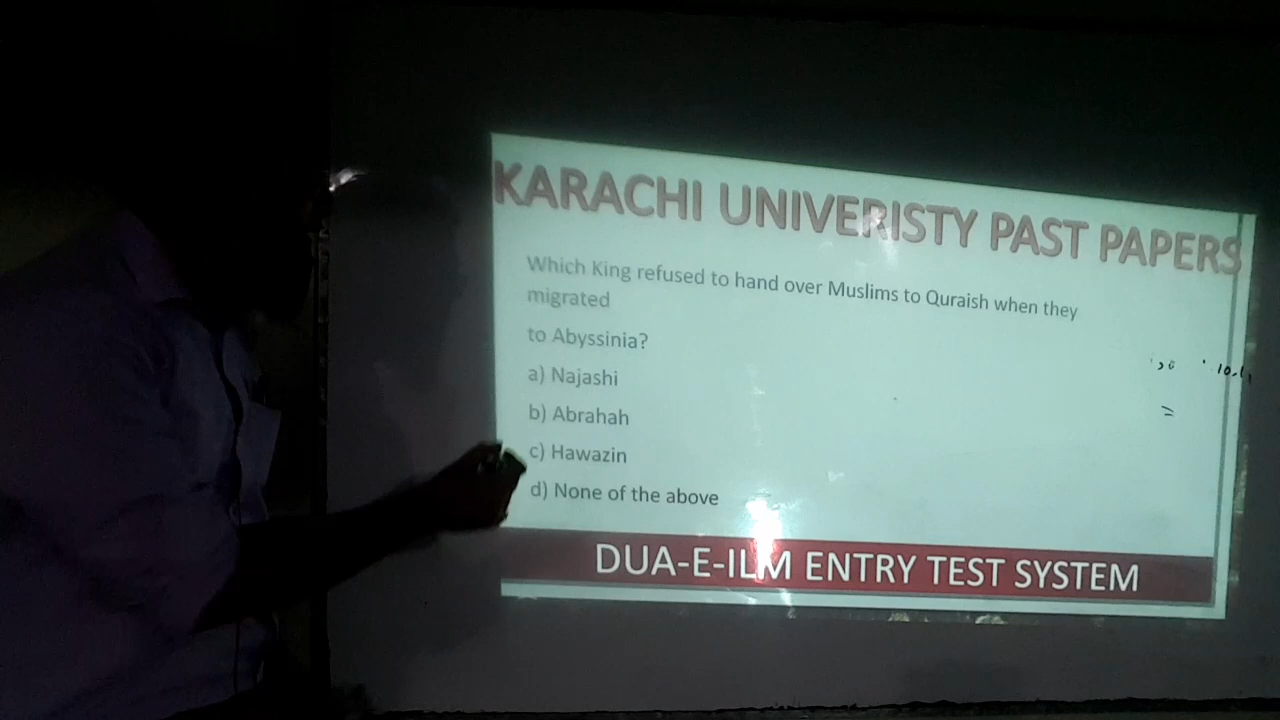 KARACHI UNIVERISTY PAST PAPERS
Which King refused to hand over Muslims to Quraish when they
migrated
to Abyssinia?
a) Najashi
b) Abrahah
c) Hawazin
d) None of the above
DUA-E-ILM ENTRY TEST SYSTEM